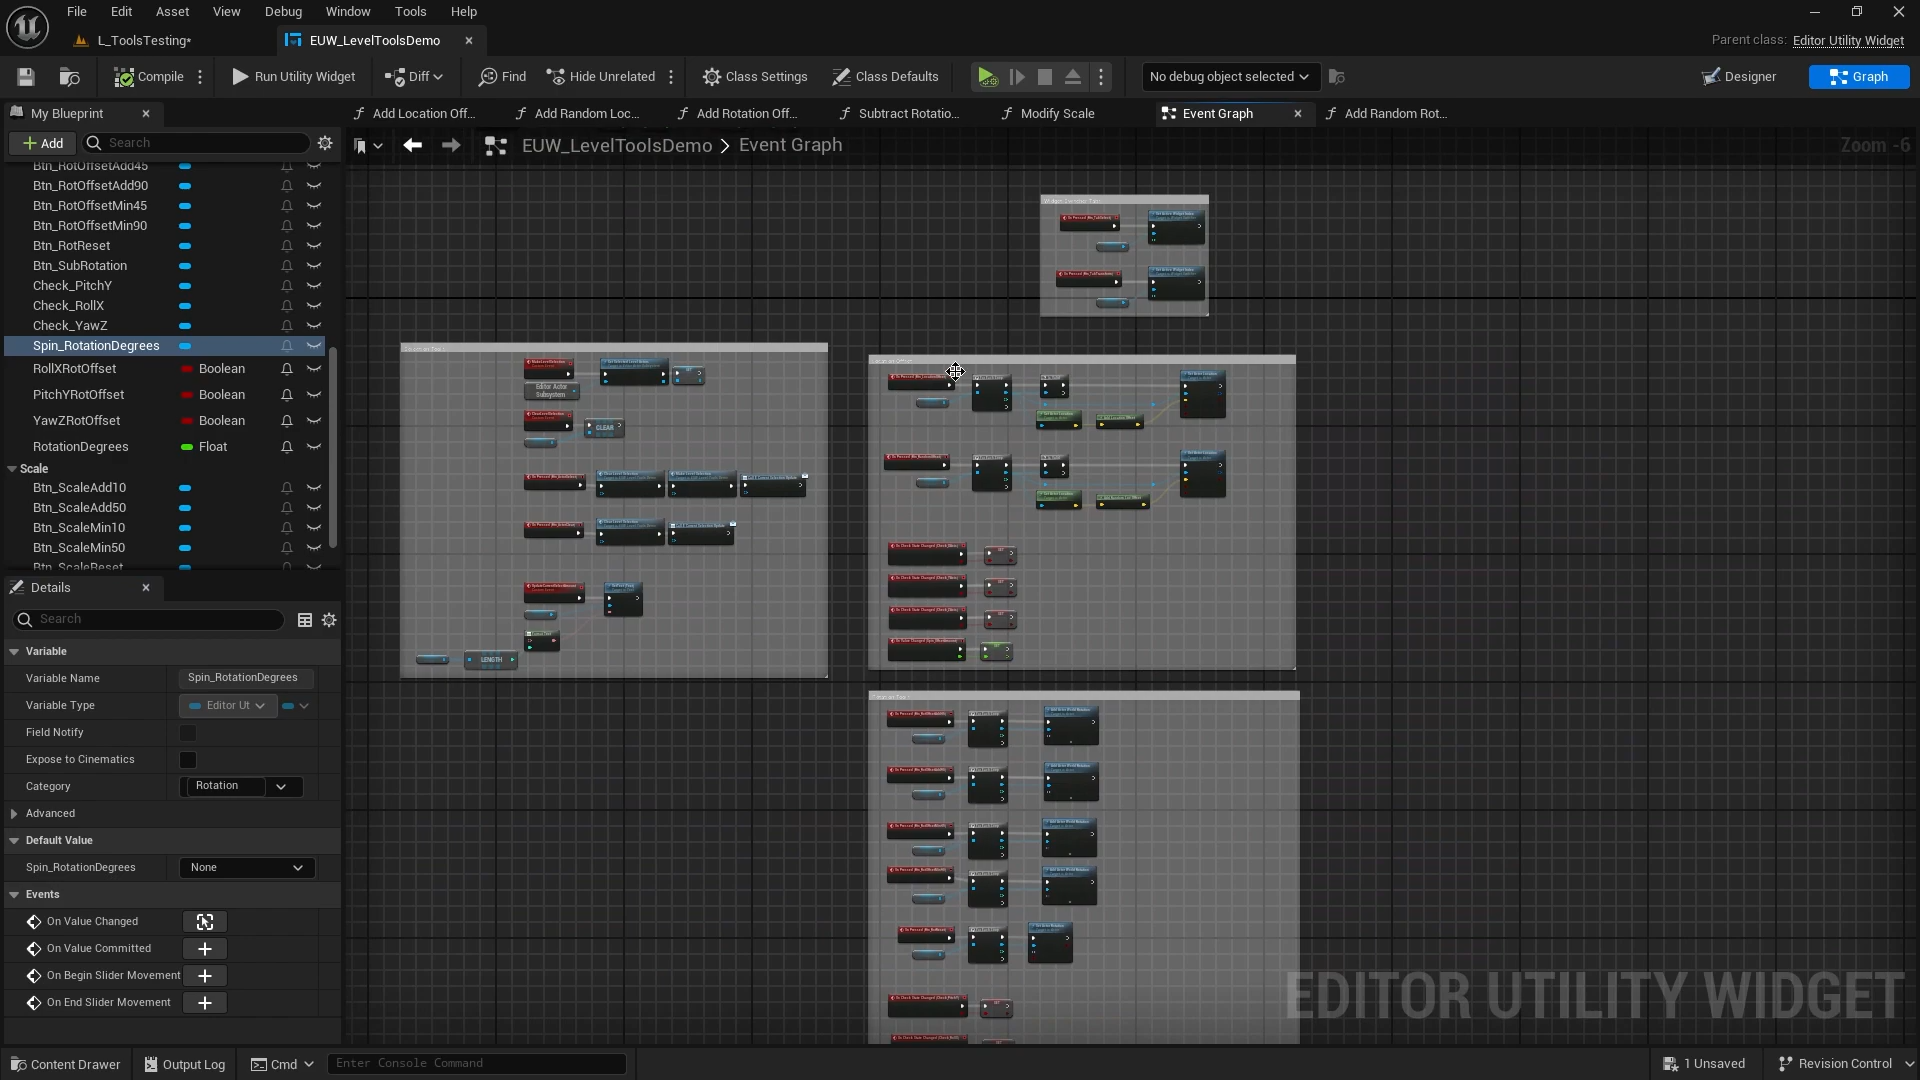 File Edit Asset View Debug Window Tools Help
L_ToolsTesting*
EUW_LevelToolsDemo
Parent class: Editor Utility Widget
Compile
Run Utility Widget
Diff
Find
Hide Unrelated
Class Settings
Class Defaults
No debug object selected
Designer
Graph
My Blueprint
Add Location Off...
Add Random Loc...
Add Rotation Off...
Subtract Rotatio...
Modify Scale
Event Graph
Add Random Rot...
Add
Search
EUW_LevelToolsDemo > Event Graph
Zoom -6
Btn_RotOffsetAdd45
Btn_RotOffsetAdd90
Btn_RotOffsetMin45
Btn_RotOffsetMin90
Btn_RotReset
Btn_SubRotation
Check_PitchY
Check_RollX
Check_YawZ
Spin_RotationDegrees
RollXRotOffset Boolean
PitchYRotOffset Boolean
YawZRotOffset Boolean
RotationDegrees Float
Scale
Btn_ScaleAdd10
Btn_ScaleAdd50
Btn_ScaleMin10
Btn_ScaleMin50
Btn_ScaleReset
Editor Actor
Subsystem
CLEAR
LENGTH
Details
Search
Variable
Variable Name Spin_RotationDegrees
Variable Type Editor Ut
Field Notify
Expose to Cinematics
Category Rotation
Advanced
Default Value
Spin_RotationDegrees None
Events
On Value Changed
On Value Committed
On Begin Slider Movement
On End Slider Movement
EDITOR UTILITY WIDGET
Content Drawer
Output Log
Cmd
Enter Console Command
1 Unsaved
Revision Control